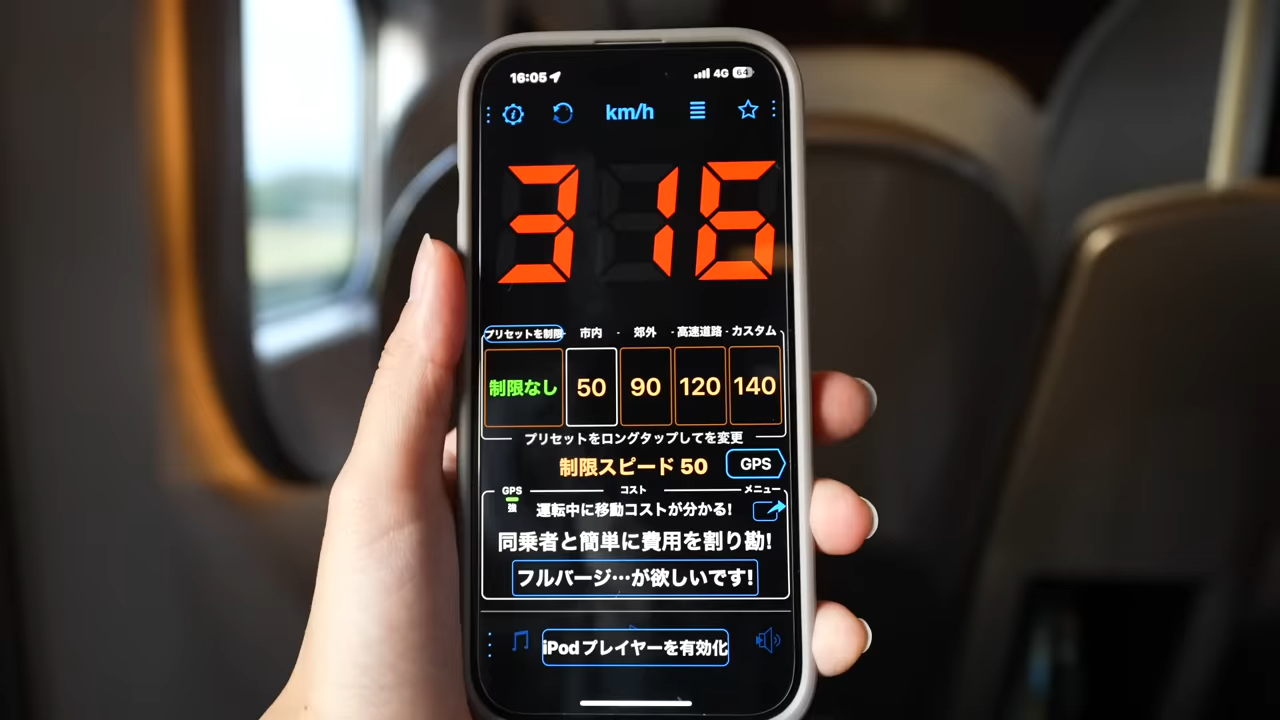 16:05 4G 64
km/h
316
プリセットを制限 市内 - 郊外 - 高速道路 - カスタム
制限なし 50 90 120 140
プリセットをロングタップしてを変更
制限スピード 50 GPS
GPS コスト メニュー
強 運転中に移動コストが分かる!
同乗者と簡単に費用を割り勘!
フルバージ…が欲しいです!
iPodプレイヤーを有効化